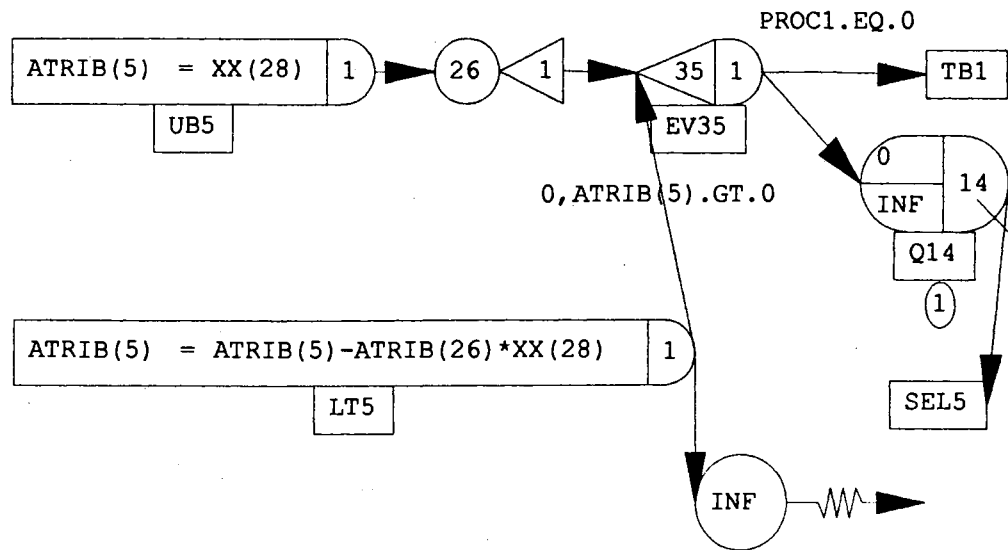 PROC1.EQ.0
ATRIB(5) = XX(28) 1 26 1 35 1 TB1
UB5 EV35
0
0,ATRIB(5).GT.0 INF 14
Q14
1
ATRIB(5) = ATRIB(5)-ATRIB(26)*XX(28) 1
LT5 SEL5
INF